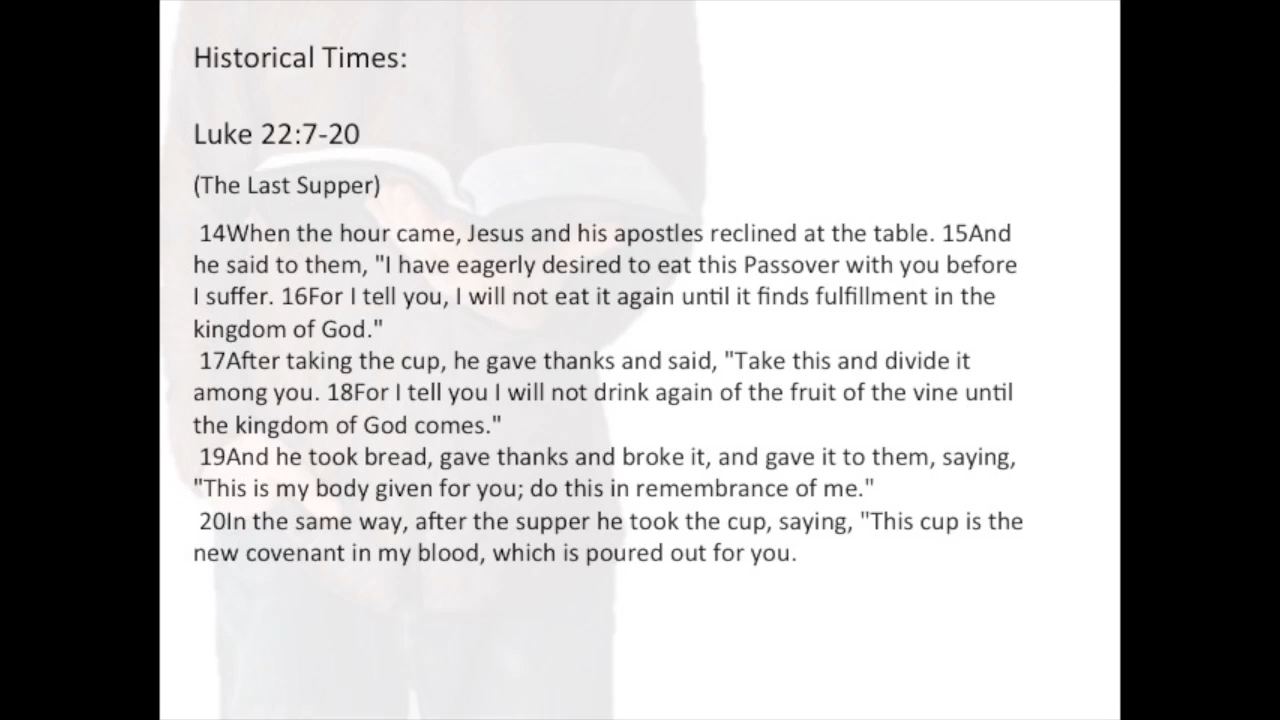 Historical Times:
Luke 22:7-20
(The Last Supper)
14When the hour came, Jesus and his apostles reclined at the table. 15And
he said to them, "I have eagerly desired to eat this Passover with you before
I suffer. 16For I tell you, I will not eat it again until it finds fulfillment in the
kingdom of God."
17After taking the cup, he gave thanks and said, "Take this and divide it
among you. 18For I tell you I will not drink again of the fruit of the vine until
the kingdom of God comes."
19And he took bread, gave thanks and broke it, and gave it to them, saying,
"This is my body given for you; do this in remembrance of me."
20In the same way, after the supper he took the cup, saying, "This cup is the
new covenant in my blood, which is poured out for you.